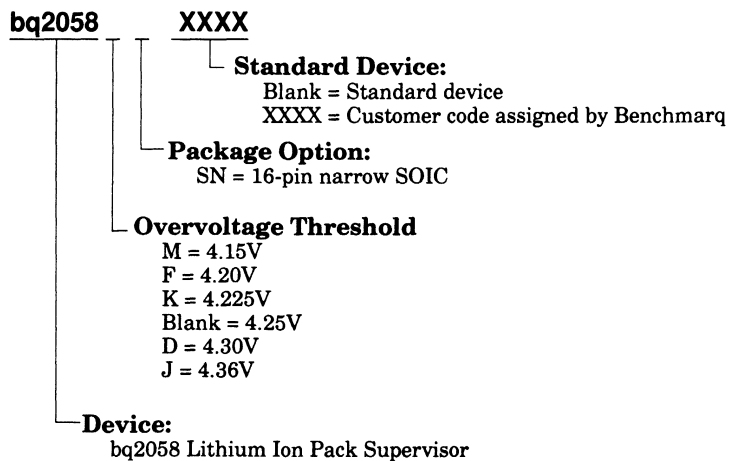 bq2058 _ _ XXXX
Standard Device:
Blank = Standard device
XXXX = Customer code assigned by Benchmarq
Package Option:
SN = 16-pin narrow SOIC
Overvoltage Threshold
M = 4.15V
F = 4.20V
K = 4.225V
Blank = 4.25V
D = 4.30V
J = 4.36V
Device:
bq2058 Lithium Ion Pack Supervisor